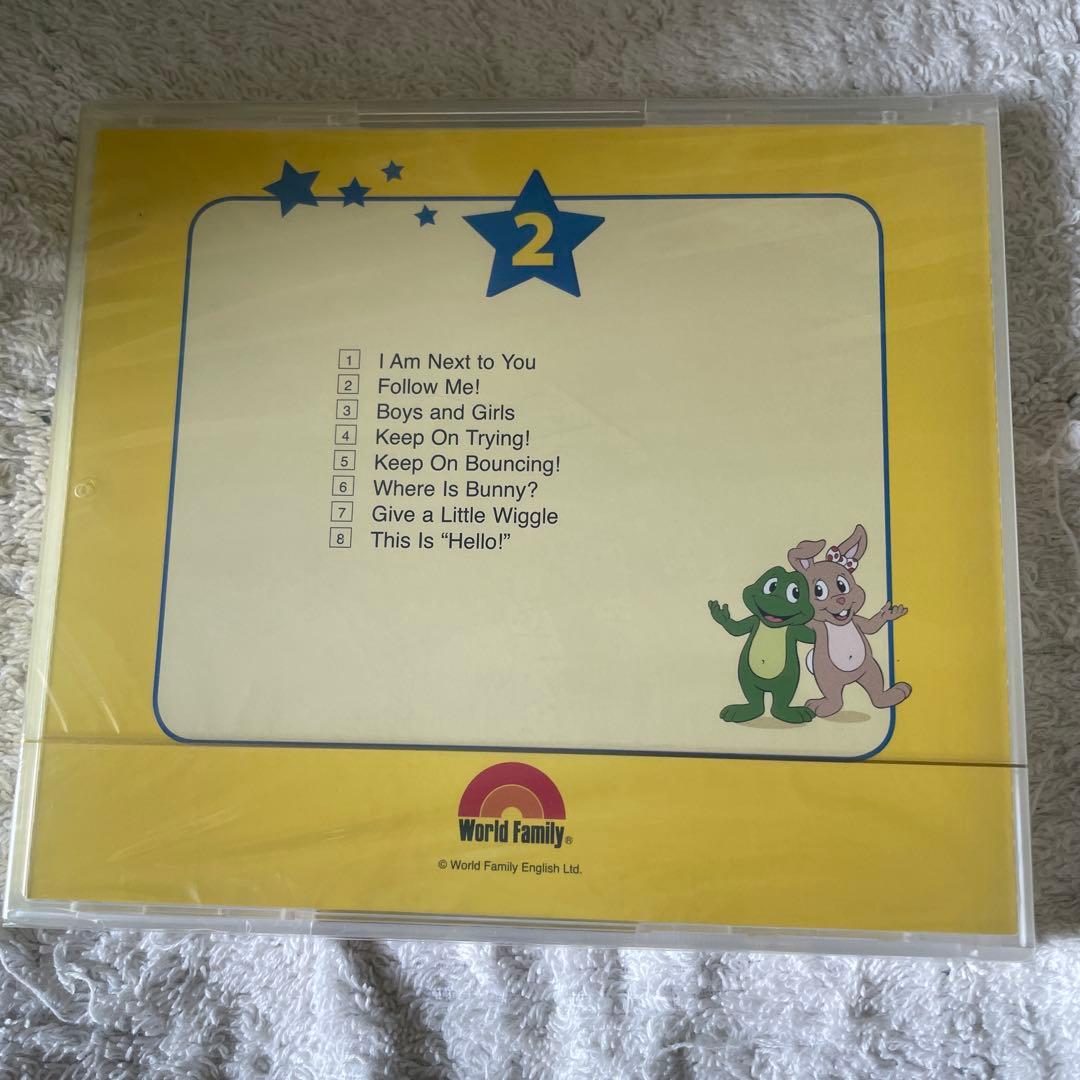 2
1 I Am Next to You
2 Follow Me!
3 Boys and Girls
4 Keep On Trying!
5 Keep On Bouncing!
6 Where Is Bunny?
7 Give a Little Wiggle
8 This Is “Hello!”
World Family®
© World Family English Ltd.